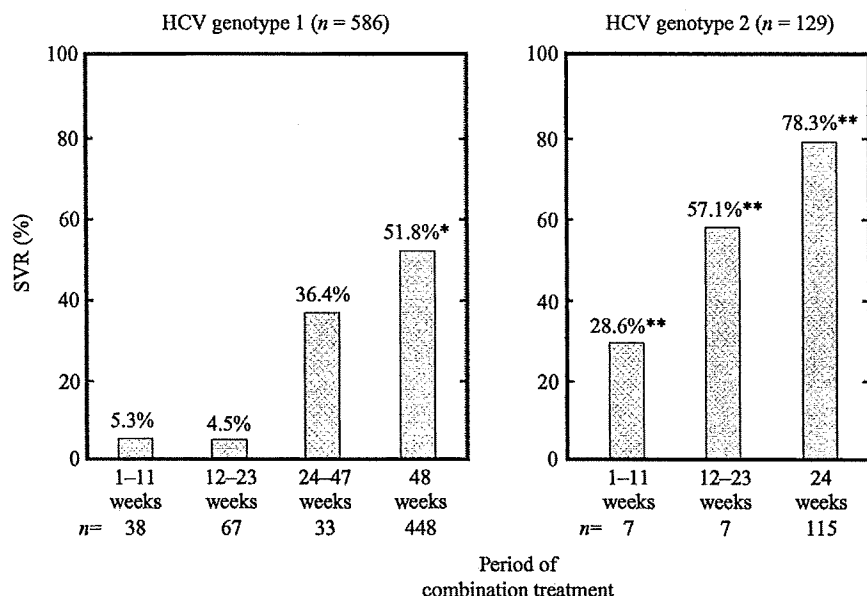 HCV genotype 1 (n = 586)
100
80
60
40
20
0
SVR (%)
5.3%
4.5%
36.4%
51.8%*
1–11 weeks
12–23 weeks
24–47 weeks
48 weeks
n= 38 67 33 448
HCV genotype 2 (n = 129)
100
80
60
40
20
0
28.6%**
57.1%**
78.3%**
1–11 weeks
12–23 weeks
24 weeks
n= 7 7 115
Period of
combination treatment